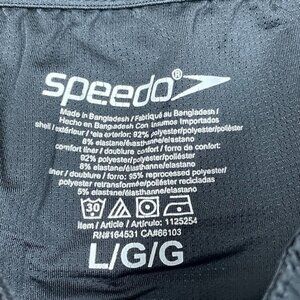 speedo®
Made in Bangladesh / Fabriqué au Bangladesh /
Hecho en Bangladesh Con Insumos Importados
shell / extérieur / tela exterior: 92% polyester/polyester/poliéster
8% elastane/élasthanne/elastano
comfort liner / doublure confort / forro de confort:
92% polyester/polyester/poliéster
8% elastane/élasthanne/elastano
liner / doublure / forro: 95% reprocessed polyester
polyester retransformé/poliéster recicladas
5% elastane/élasthanne/elastano
30
Item / Article / Artículo: 1125254
RN#164531 CA#66103
L/G/G